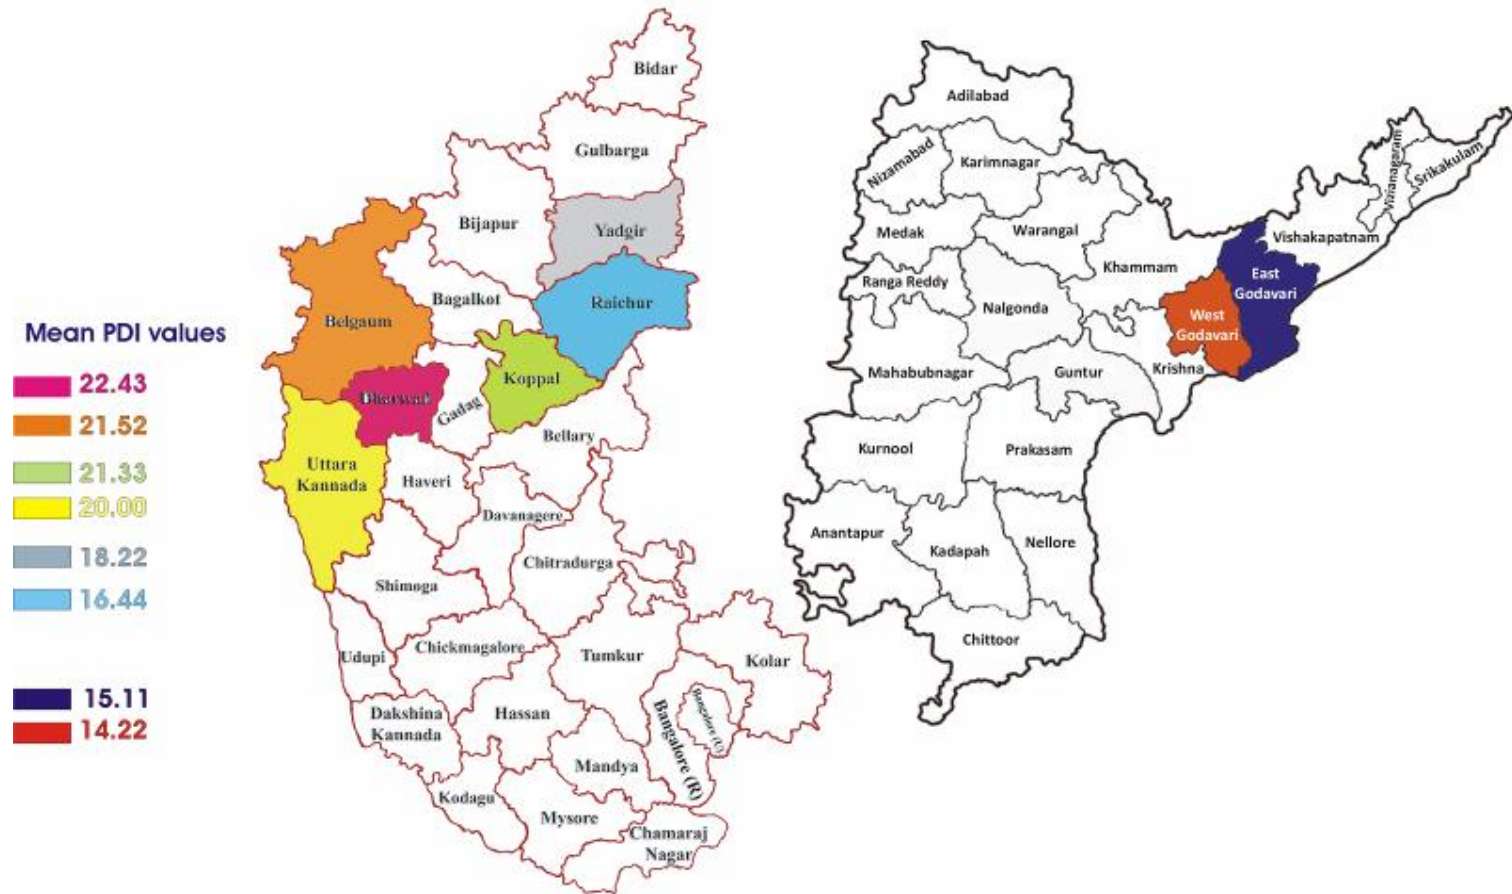 Mean PDI values
22.43
21.52
21.33
20.00
18.22
16.44
15.11
14.22
Bidar
Gulbarga
Bijapur
Yadgir
Bagalkot
Raichur
Belgaum
Koppal
Dharwad
Gadag
Bellary
Uttara
Kannada
Haveri
Davanagere
Chitradurga
Shimoga
Udupi
Chickmagalore
Tumkur
Kolar
Dakshina
Kannada
Hassan
Bangalore (R)
Bangalore (U)
Mandya
Kodagu
Mysore
Chamaraj
Nagar
Adilabad
Nizamabad
Karimnagar
Medak
Warangal
Ranga Reddy
Khammam
Nalgonda
Vizianagaram
Srikakulam
Vishakapatnam
East
Godavari
West
Godavari
Mahabubnagar
Guntur
Krishna
Kurnool
Prakasam
Anantapur
Kadapah
Nellore
Chittoor